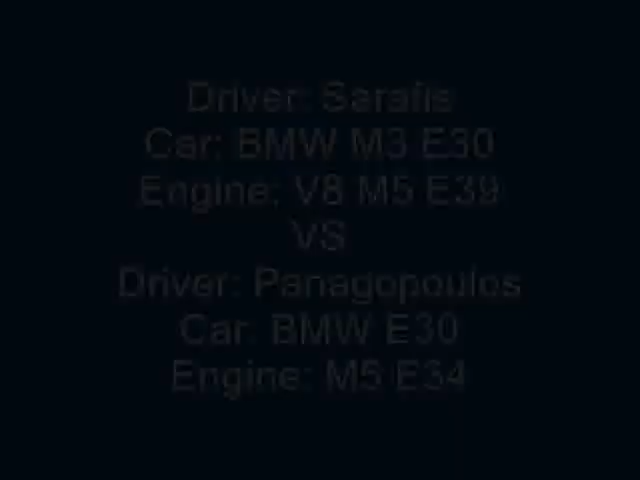 Driver: Sarafis
Car: BMW M3 E30
Engine: V8 M5 E39
VS
Driver: Panagopoulos
Car: BMW E30
Engine: M5 E34